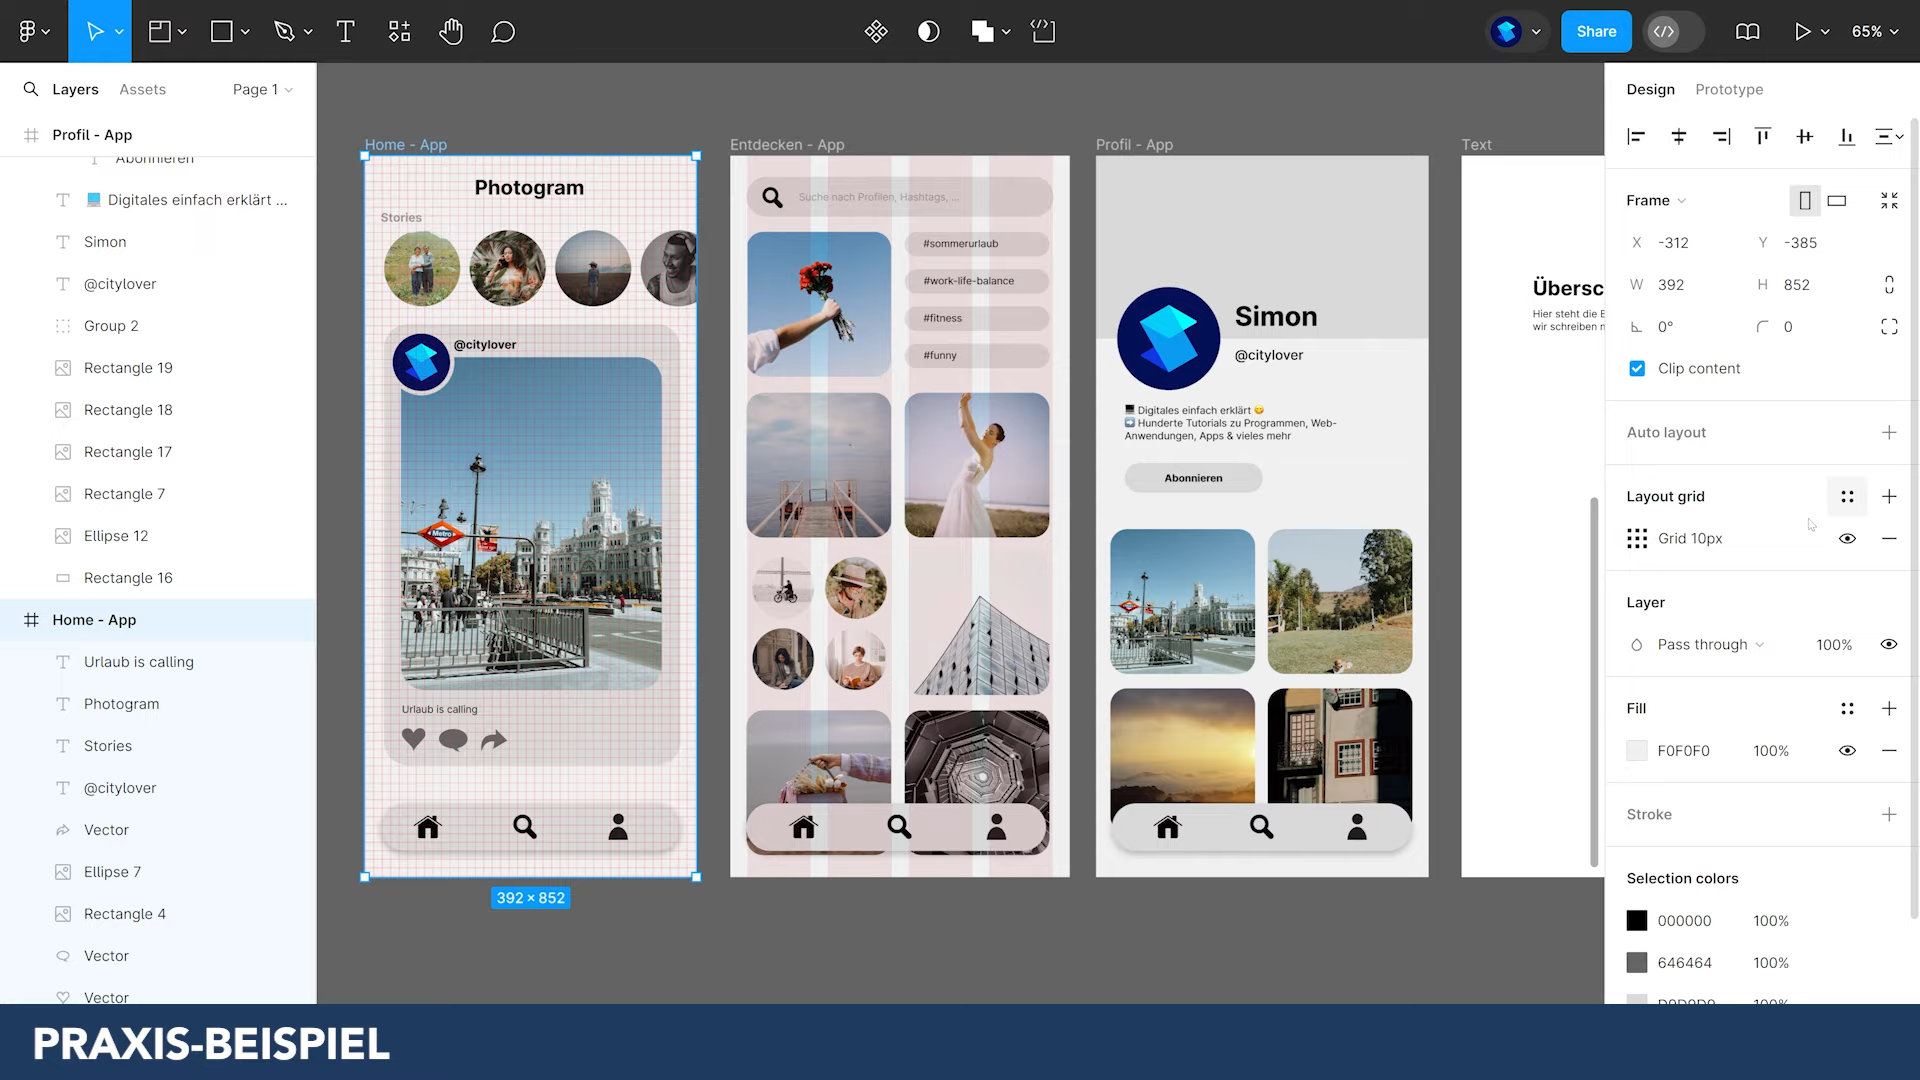 Share
65%
Layers
Assets
Page 1
Profil - App
Abonnieren
Digitales einfach erklärt ...
Simon
@citylover
Group 2
Rectangle 19
Rectangle 18
Rectangle 17
Rectangle 7
Ellipse 12
Rectangle 16
Home - App
Urlaub is calling
Photogram
Stories
@citylover
Vector
Ellipse 7
Rectangle 4
Vector
Vector
Home - App
Photogram
Stories
@citylover
Metro
Urlaub is calling
392 × 852
Entdecken - App
Suche nach Profilen, Hashtags, ...
#sommerurlaub
#work-life-balance
#fitness
#funny
Profil - App
Simon
@citylover
Digitales einfach erklärt
Hunderte Tutorials zu Programmen, Web-
Anwendungen, Apps & vieles mehr
Abonnieren
Text
Übersc
Hier steht die E
wir schreiben n
Design
Prototype
Frame
X -312
Y -385
W 392
H 852
0°
0
Clip content
Auto layout
Layout grid
Grid 10px
Layer
Pass through
100%
Fill
F0F0F0 100%
Stroke
Selection colors
000000 100%
646464 100%
D9D9D9 100%
PRAXIS-BEISPIEL